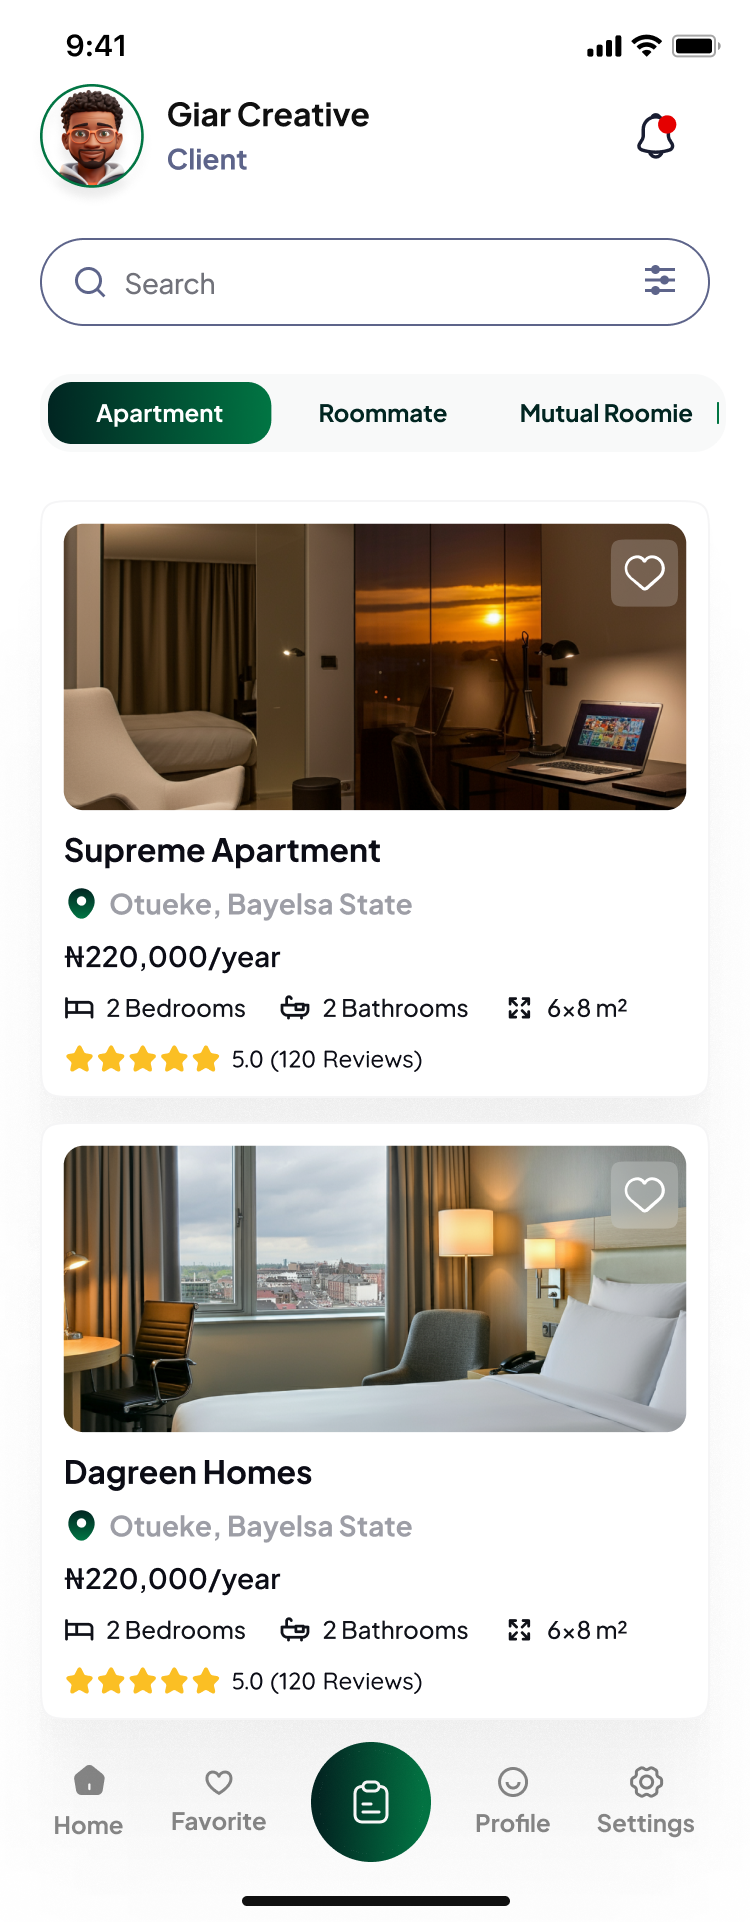 9:41
Giar Creative
Client
Search
Apartment Roommate Mutual Roomie
Supreme Apartment
Otueke, Bayelsa State
₦220,000/year
2 Bedrooms 2 Bathrooms 6×8 m²
5.0 (120 Reviews)
Dagreen Homes
Otueke, Bayelsa State
₦220,000/year
2 Bedrooms 2 Bathrooms 6×8 m²
5.0 (120 Reviews)
Home Favorite Profile Settings